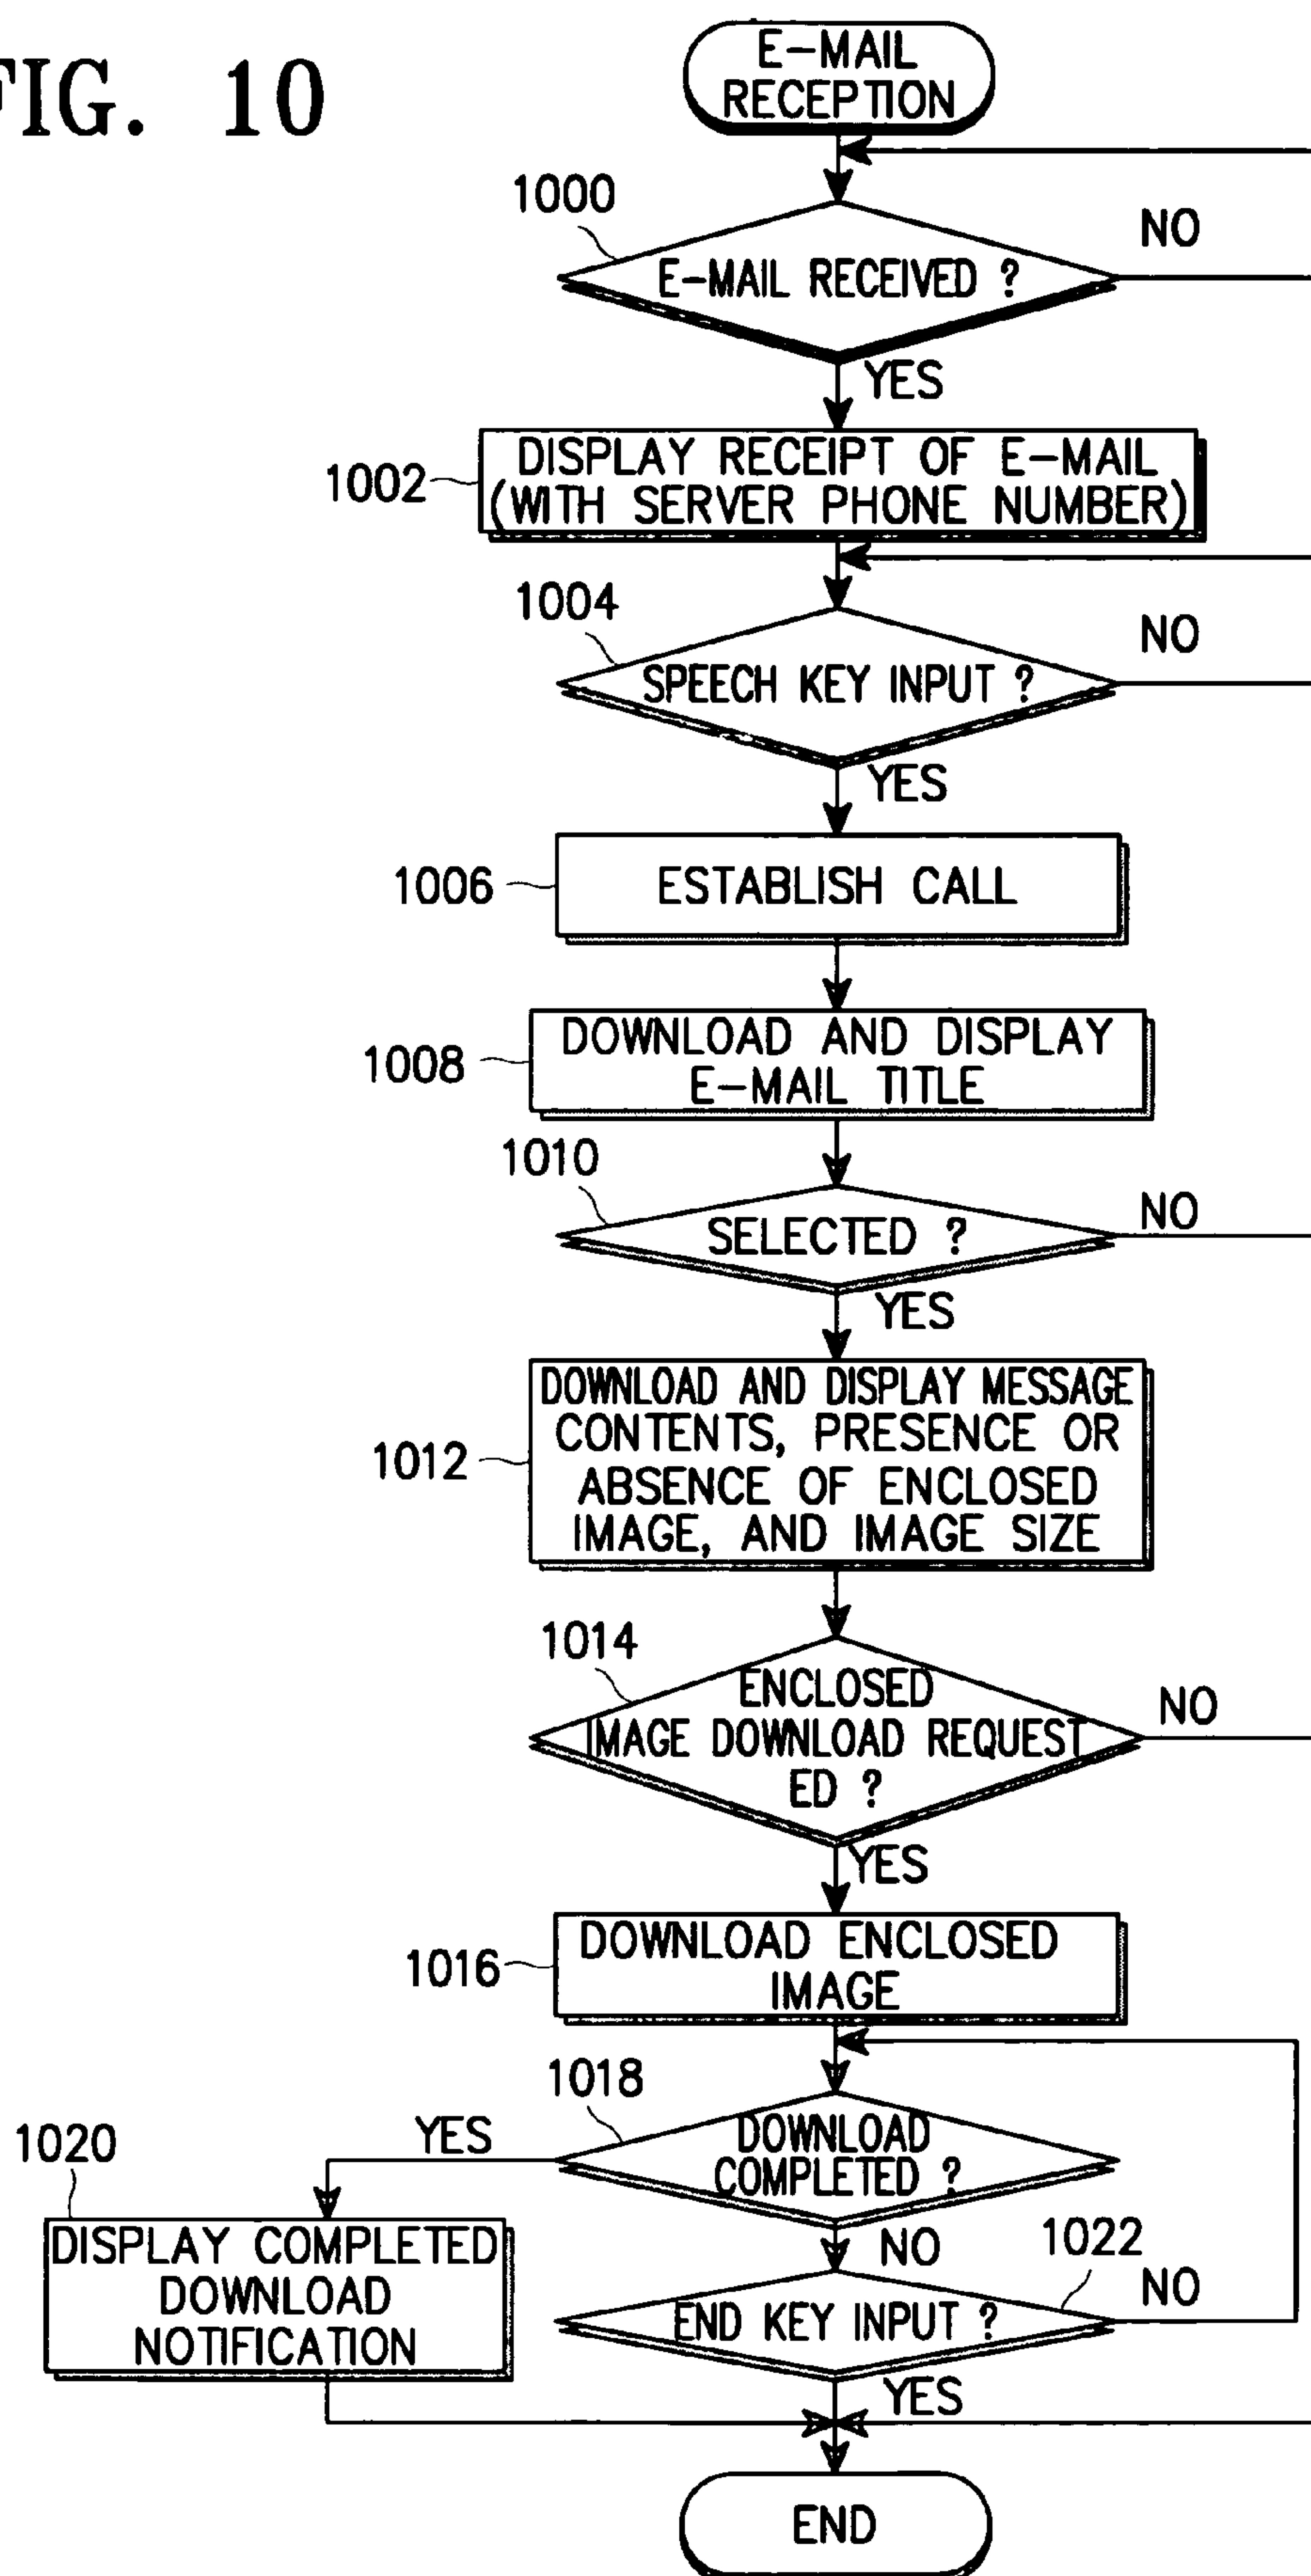 FIG. 10
E-MAIL
RECEPTION
1000
NO
E-MAIL RECEIVED ?
YES
1002
DISPLAY RECEIPT OF E-MAIL
(WITH SERVER PHONE NUMBER)
1004
NO
SPEECH KEY INPUT ?
YES
1006
ESTABLISH CALL
1008
DOWNLOAD AND DISPLAY
E-MAIL TITLE
1010
NO
SELECTED ?
YES
1012
DOWNLOAD AND DISPLAY MESSAGE
CONTENTS, PRESENCE OR
ABSENCE OF ENCLOSED
IMAGE, AND IMAGE SIZE
1014
NO
ENCLOSED
IMAGE DOWNLOAD REQUEST
ED ?
YES
1016
DOWNLOAD ENCLOSED
IMAGE
1018
YES
DOWNLOAD
COMPLETED ?
1020
DISPLAY COMPLETED
DOWNLOAD
NOTIFICATION
NO
1022
NO
END KEY INPUT ?
YES
END